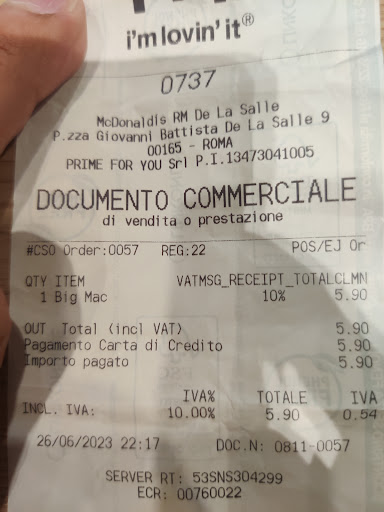 i'm lovin' it®
0737
McDonaldis RM De La Salle
P.zza Giovanni Battista De La Salle 9
00165 - ROMA
PRIME FOR YOU Srl P.I.13473041005
DOCUMENTO COMMERCIALE
di vendita o prestazione
#CSO Order:0057 REG:22 POS/EJ Or
QTY ITEM VATMSG_RECEIPT_TOTALCLMN
1 Big Mac 10% 5.90
OUT Total (incl VAT) 5.90
Pagamento Carta di Credito 5.90
Importo pagato 5.90
IVA% TOTALE IVA
INCL. IVA: 10.00% 5.90 0.54
26/06/2023 22:17 DOC.N: 0811-0057
SERVER RT: 53SNS304299
ECR: 00760022